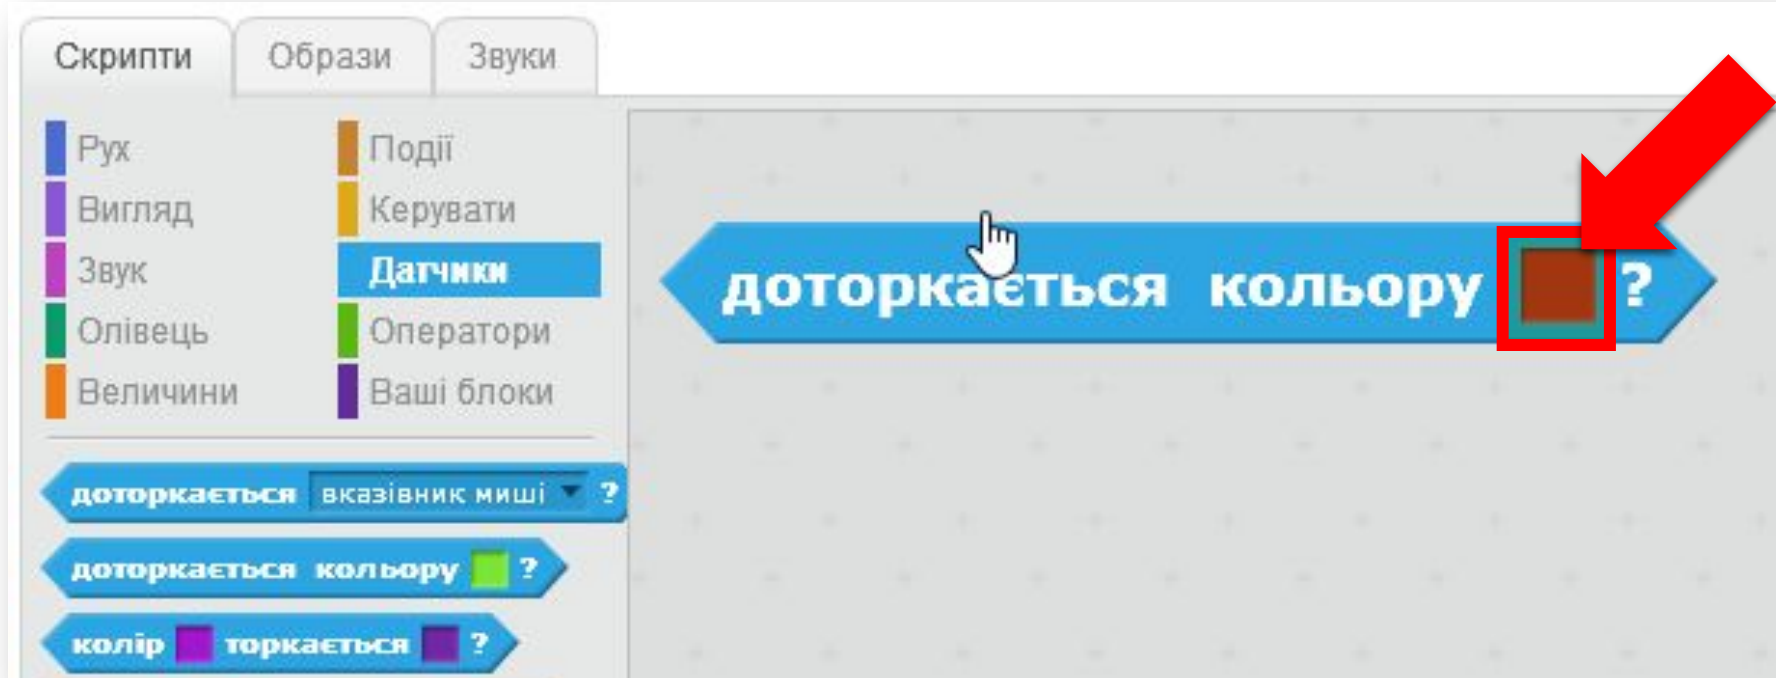 Скрипти Образи Звуки
Рух Події
Вигляд Керувати
Звук Датчики
Олівець Оператори
Величини Ваші блоки
доторкається вказівник миші ?
доторкається кольору ?
колір торкається ?
доторкається кольору ?